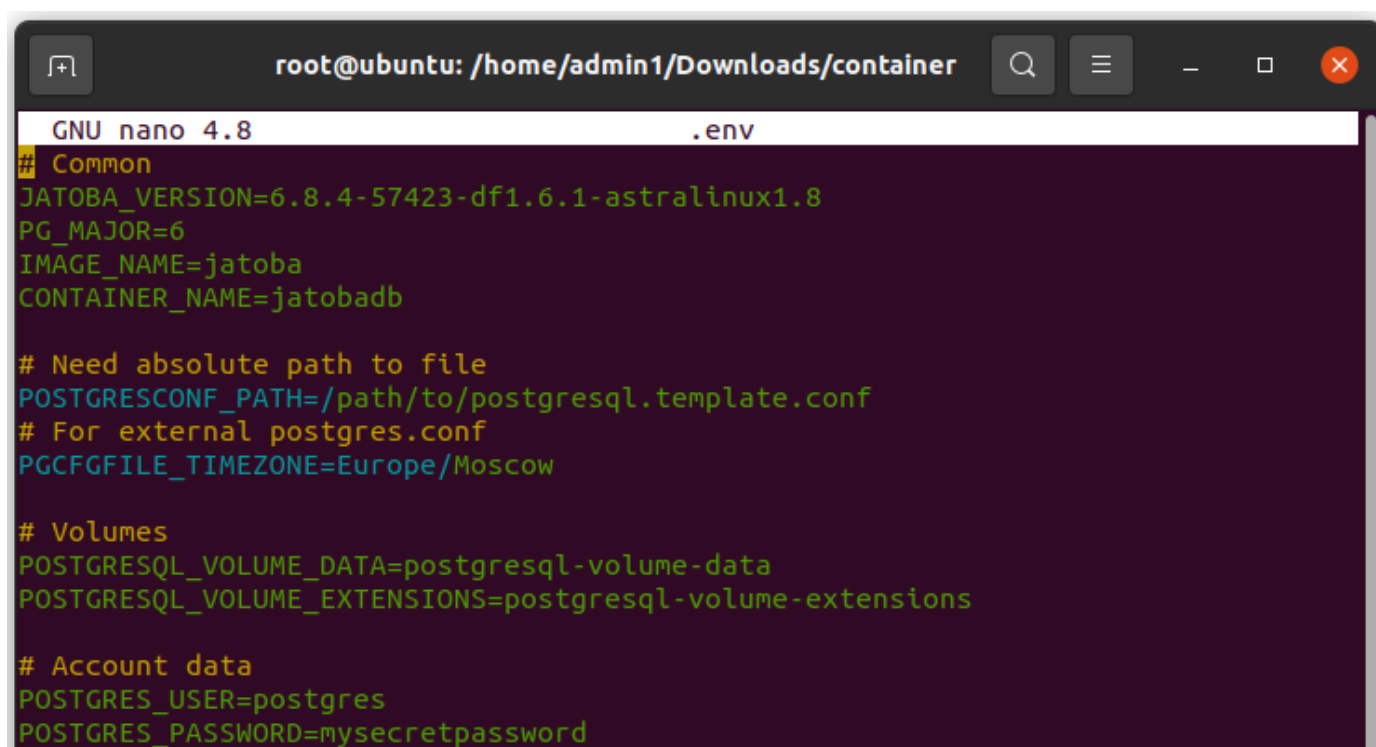 root@ubuntu: /home/admin1/Downloads/container
GNU nano 4.8 .env
# Common
JATOBA_VERSION=6.8.4-57423-df1.6.1-astralinux1.8
PG_MAJOR=6
IMAGE_NAME=jatoba
CONTAINER_NAME=jatobadb
# Need absolute path to file
POSTGRESCONF_PATH=/path/to/postgresql.template.conf
# For external postgres.conf
PGCFGFILE_TIMEZONE=Europe/Moscow
# Volumes
POSTGRESQL_VOLUME_DATA=postgresql-volume-data
POSTGRESQL_VOLUME_EXTENSIONS=postgresql-volume-extensions
# Account data
POSTGRES_USER=postgres
POSTGRES_PASSWORD=mysecretpassword